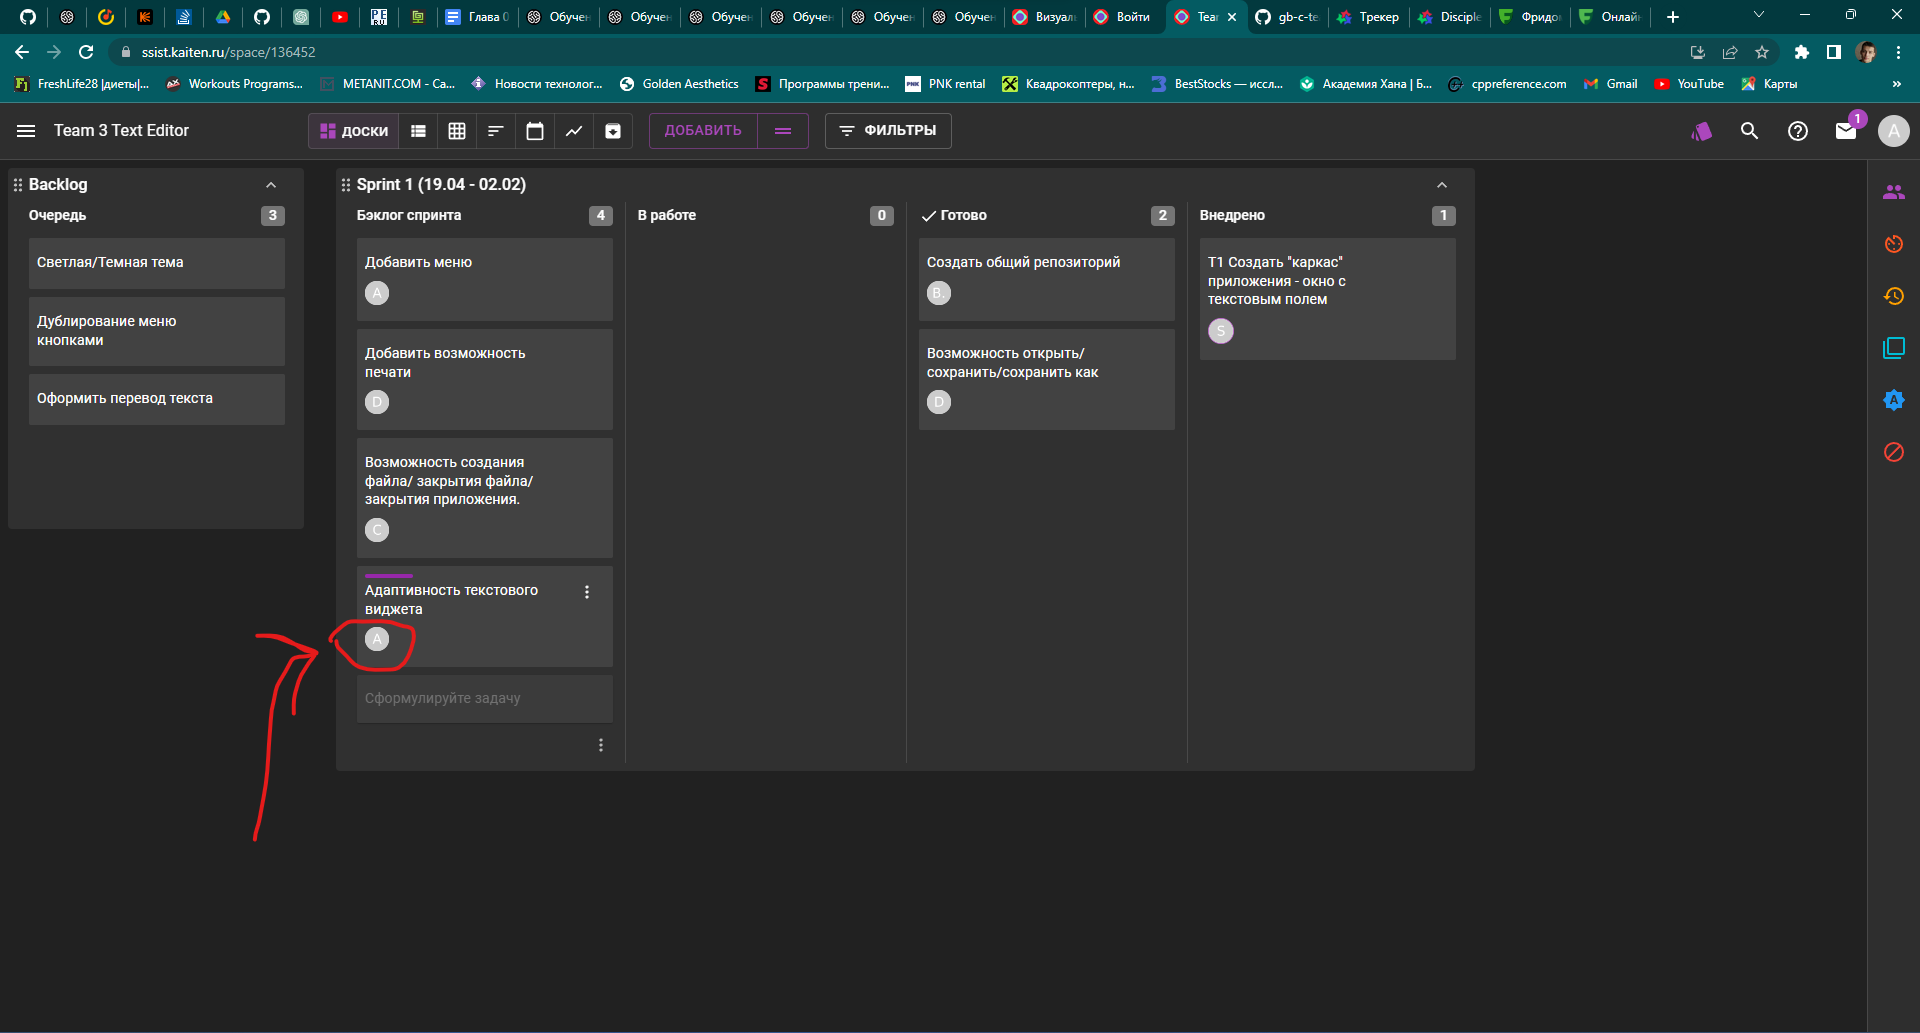 Глава 0
Обучен
Обучен
Обучен
Обучен
Обучен
Обучен
Визуал
Войти
Tear
gb-c-te
Трекер
Disciple
Фридо
Онлайн
ssist.kaiten.ru/space/136452
FreshLife28 |диеты|...
Workouts Programs...
METANIT.COM - Са...
Новости технолог...
Golden Aesthetics
Программы трени...
PNK rental
Квадрокоптеры, н...
BestStocks — иссл...
Академия Хана | Б...
cppreference.com
Gmail
YouTube
Карты
»
Team 3 Text Editor
ДОСКИ
ДОБАВИТЬ
ФИЛЬТРЫ
1
A
Backlog
Очередь
3
Светлая/Темная тема
Дублирование меню
кнопками
Оформить перевод текста
Sprint 1 (19.04 - 02.02)
Бэклог спринта
4
Добавить меню
A
Добавить возможность
печати
D
Возможность создания
файла/ закрытия файла/
закрытия приложения.
C
Адаптивность текстового
виджета
A
Сформулируйте задачу
В работе
0
Готово
2
Создать общий репозиторий
B.
Возможность открыть/
сохранить/сохранить как
D
Внедрено
1
T1 Создать "каркас"
приложения - окно с
текстовым полем
S
A